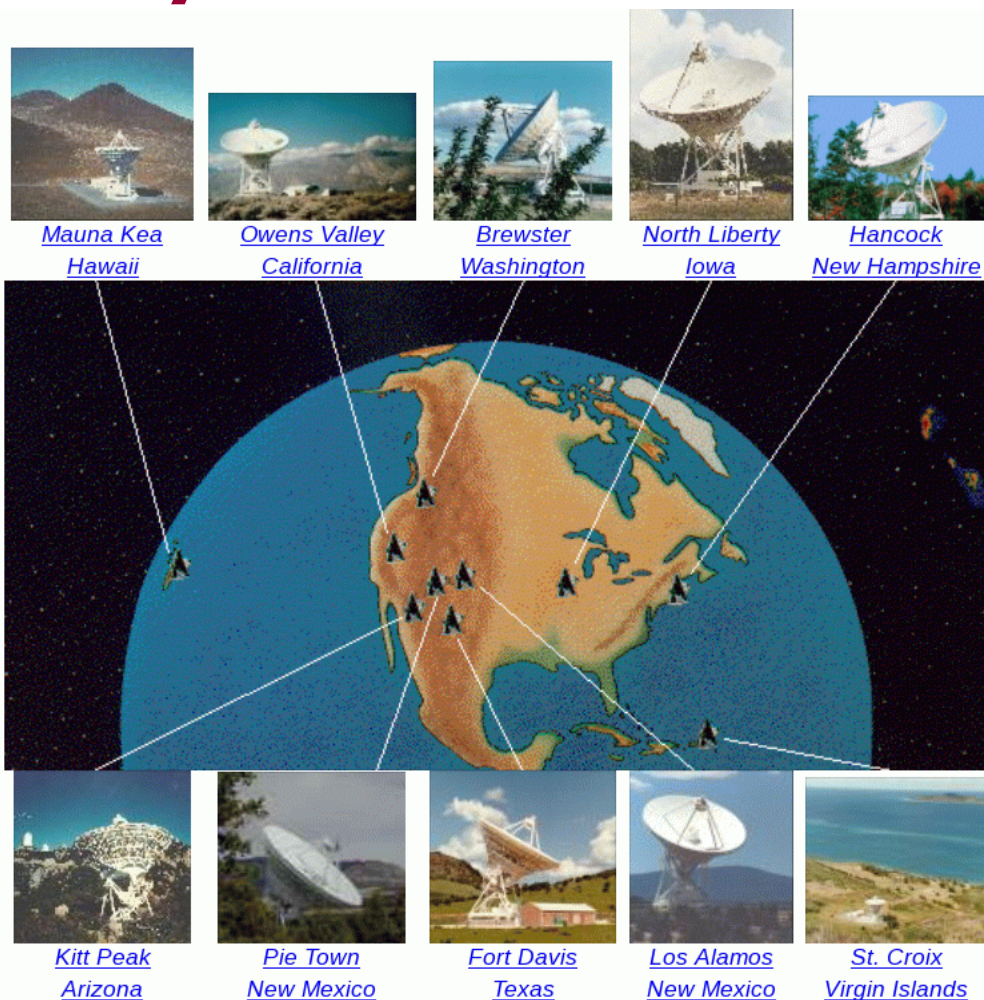 Mauna Kea
Hawaii
Owens Valley
California
Brewster
Washington
North Liberty
Iowa
Hancock
New Hampshire
Kitt Peak
Arizona
Pie Town
New Mexico
Fort Davis
Texas
Los Alamos
New Mexico
St. Croix
Virgin Islands